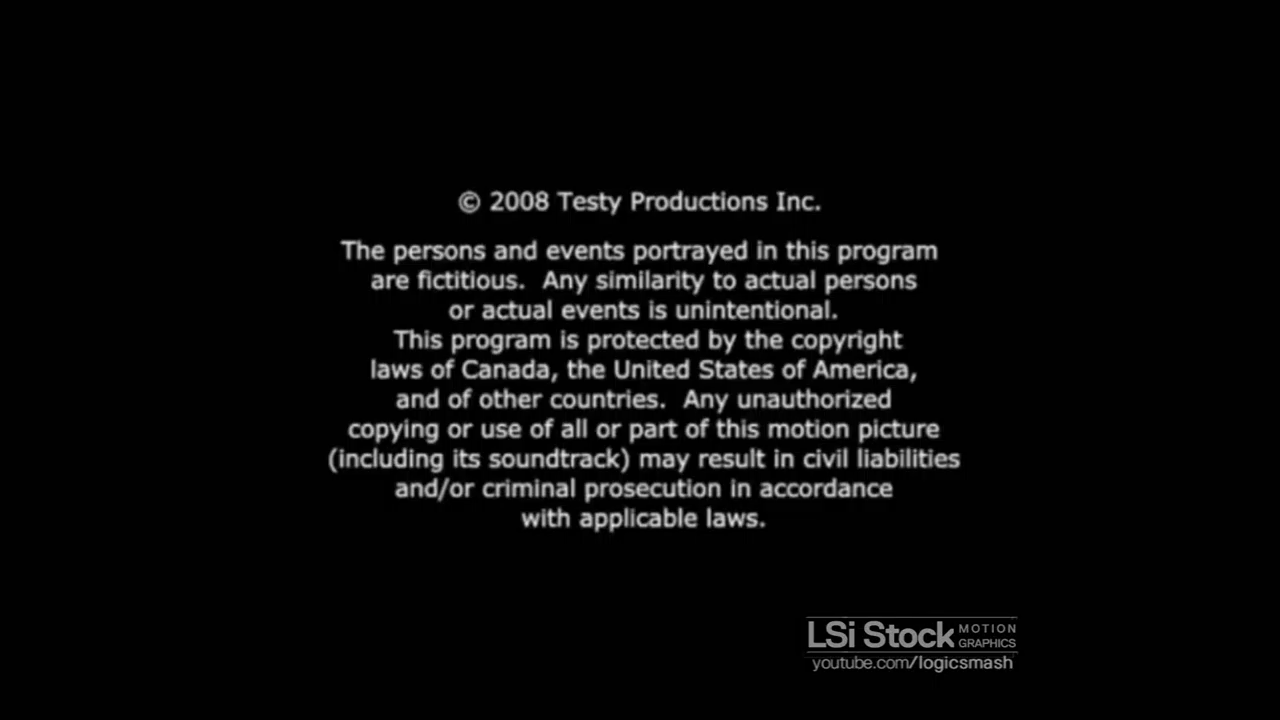 © 2008 Testy Productions Inc.
The persons and events portrayed in this program
are fictitious.  Any similarity to actual persons
or actual events is unintentional.
This program is protected by the copyright
laws of Canada, the United States of America,
and of other countries.  Any unauthorized
copying or use of all or part of this motion picture
(including its soundtrack) may result in civil liabilities
and/or criminal prosecution in accordance
with applicable laws.
LSi Stock MOTION GRAPHICS
youtube.com/logicsmash